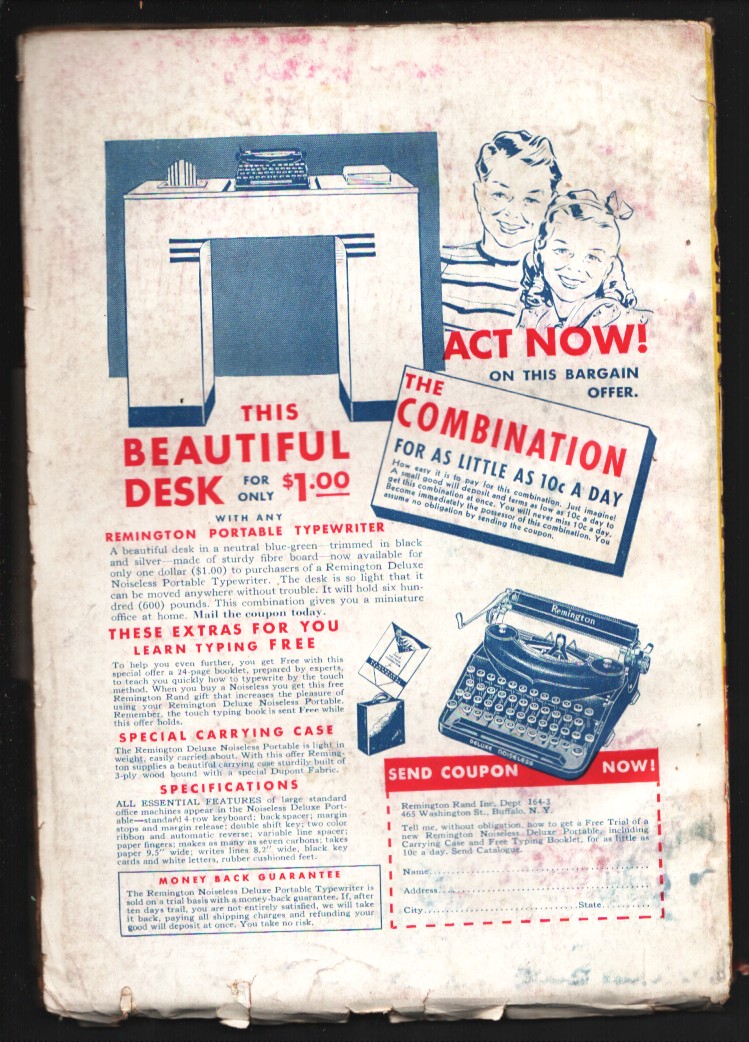 ACT NOW!
ON THIS BARGAIN
OFFER.
THE
COMBINATION
FOR AS LITTLE AS 10c A DAY
How easy it is to pay for this combination. Just imagine!
A small good will deposit and terms as low as 10c a day to
get this combination at once. You will never miss 10c a day.
Become immediately the possessor of this combination. You
assume no obligation by sending the coupon.
THIS
BEAUTIFUL
DESK FOR ONLY $1.00
WITH ANY
REMINGTON PORTABLE TYPEWRITER
A beautiful desk in a neutral blue-green—trimmed in black
and silver—made of sturdy fibre board—now available for
only one dollar ($1.00) to purchasers of a Remington Deluxe
Noiseless Portable Typewriter. The desk is so light that it
can be moved anywhere without trouble. It will hold six hun-
dred (600) pounds. This combination gives you a miniature
office at home. Mail the coupon today.
THESE EXTRAS FOR YOU
LEARN TYPING FREE
To help you even further, you get Free with this
special offer a 24-page booklet, prepared by experts,
to teach you quickly how to typewrite by the touch
method. When you buy a Noiseless you get this free
Remington Rand gift that increases the pleasure of
using your Remington Deluxe Noiseless Portable.
Remember, the touch typing book is sent Free while
this offer holds.
SPECIAL CARRYING CASE
The Remington Deluxe Noiseless Portable is light in
weight, easily carried about. With this offer Reming-
ton supplies a beautiful carrying case sturdily built of
3-ply wood bound with a special Dupont Fabric.
SPECIFICATIONS
ALL ESSENTIAL FEATURES of large standard
office machines appear in the Noiseless Deluxe Port-
able—standard 4-row keyboard; back spacer; margin
stops and margin release; double shift key; two color
ribbon and automatic reverse; variable line spacer;
paper fingers; makes as many as seven carbons; takes
paper 9.5" wide; writes lines 8.2" wide, black key
cards and white letters, rubber cushioned feet.
MONEY BACK GUARANTEE
The Remington Noiseless Deluxe Portable Typewriter is
sold on a trial basis with a money-back guarantee. If, after
ten days trail, you are not entirely satisfied, we will take
it back, paying all shipping charges and refunding your
good will deposit at once. You take no risk.
Remington
DELUXE NOISELESS
SEND COUPON NOW!
Remington Rand Inc. Dept. 164-3
465 Washington St., Buffalo, N. Y.
Tell me, without obligation, how to get a Free Trial of a
new Remington Noiseless Deluxe Portable, including
Carrying Case and Free Typing Booklet, for as little as
10c a day. Send Catalogue.
Name
Address
City State